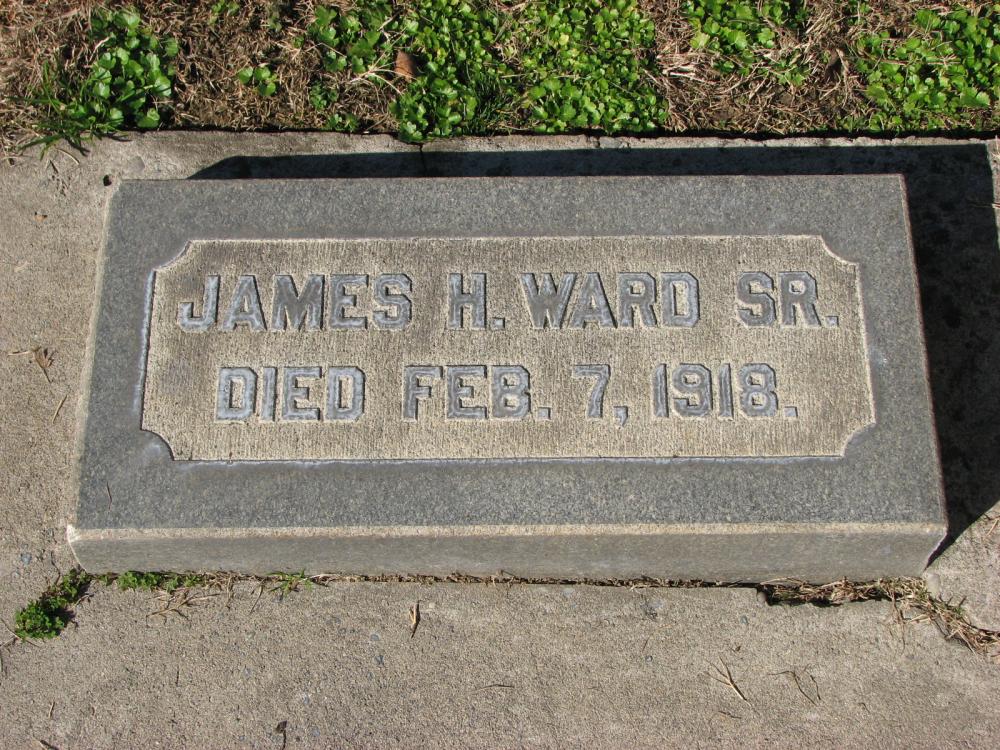 JAMES H. WARD SR.
DIED FEB. 7, 1918.